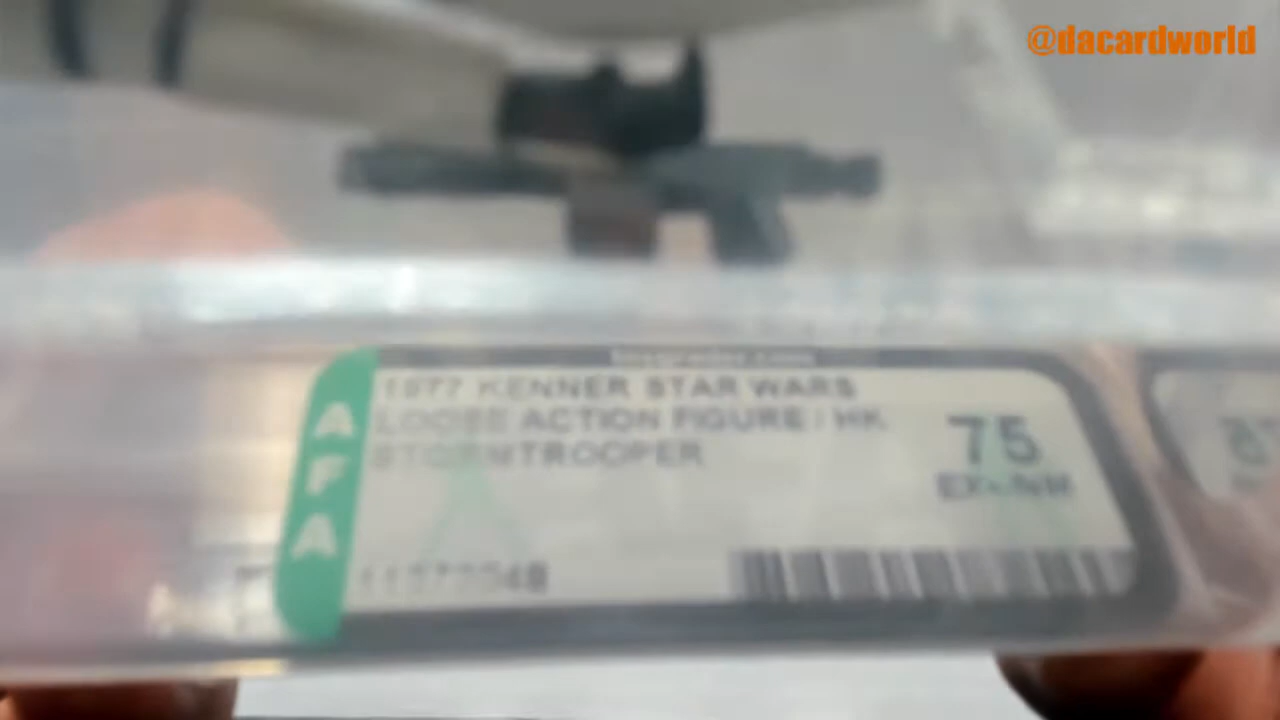 @dacardworld
1977 KENNER STAR WARS
LOOSE ACTION FIGURE / HK
STORMTROOPER
AFA
75
EX+/NM